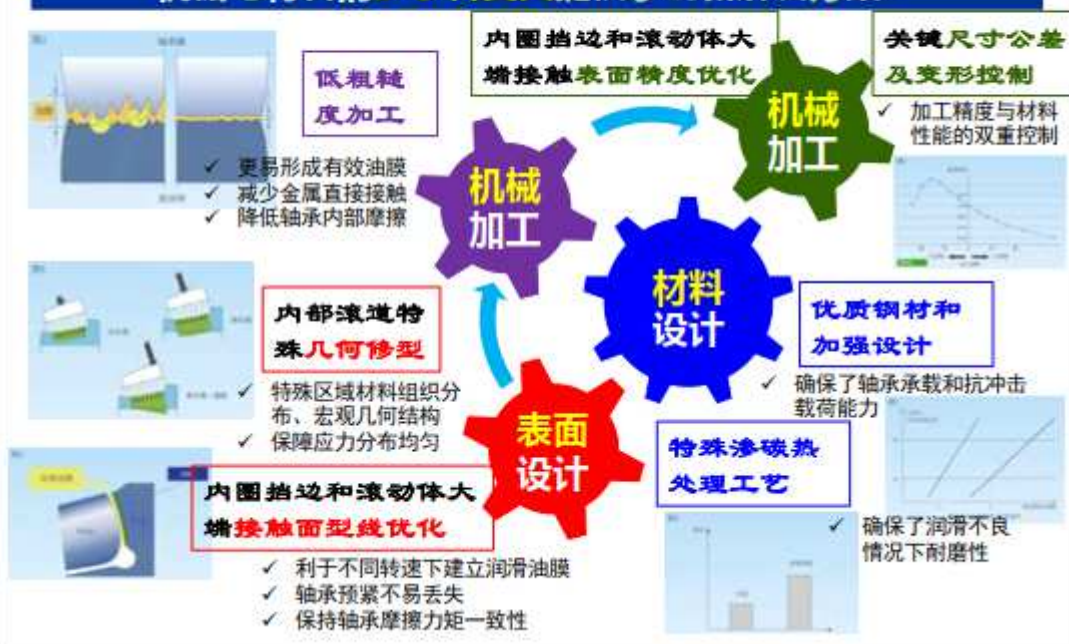 低粗糙
度加工
内圈挡边和滚动体大
端接触表面精度优化
关键尺寸公差
及变形控制
✓ 加工精度与材料
性能的双重控制
机械
加工
✓ 更易形成有效油膜
✓ 减少金属直接接触
✓ 降低轴承内部摩擦
机械
加工
内部滚道特
殊几何修型
✓ 特殊区域材料组织分
布、宏观几何结构
✓ 保障应力分布均匀
材料
设计
优质钢材和
加强设计
✓ 确保了轴承承载和抗冲击
载荷能力
表面
设计
特殊渗碳热
处理工艺
✓ 确保了润滑不良
情况下耐磨性
内圈挡边和滚动体大
端接触面型线优化
✓ 利于不同转速下建立润滑油膜
✓ 轴承预紧不易丢失
✓ 保持轴承摩擦力矩一致性